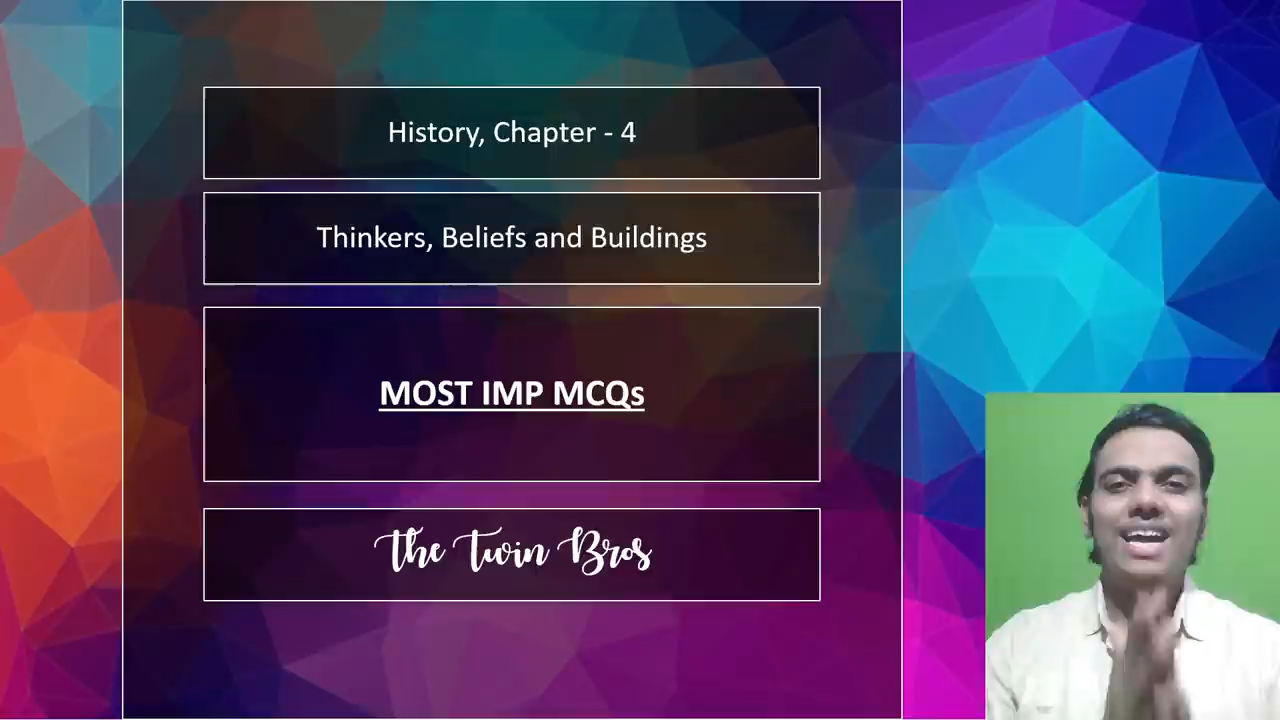 History, Chapter - 4
Thinkers, Beliefs and Buildings
MOST IMP MCQs
the Twin Bros